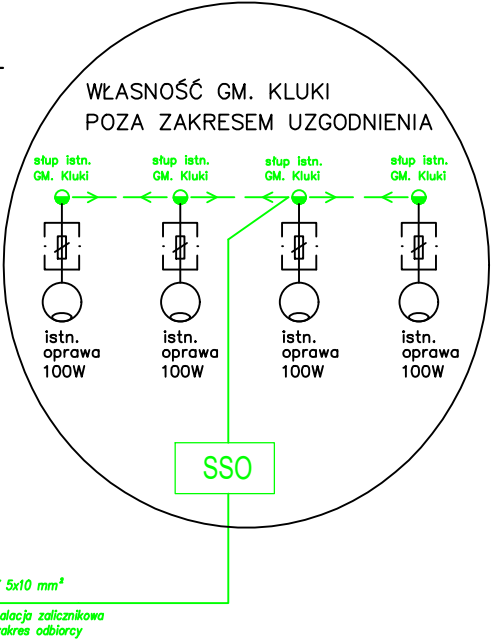 WŁASNOŚĆ GM. KLUKI
POZA ZAKRESEM UZGODNIENIA
słup istn.
GM. Kluki
słup istn.
GM. Kluki
słup istn.
GM. Kluki
słup istn.
GM. Kluki
istn.
oprawa
100W
istn.
oprawa
100W
istn.
oprawa
100W
istn.
oprawa
100W
SSO
5x10 mm²
zalicznikowa
odbiorcy